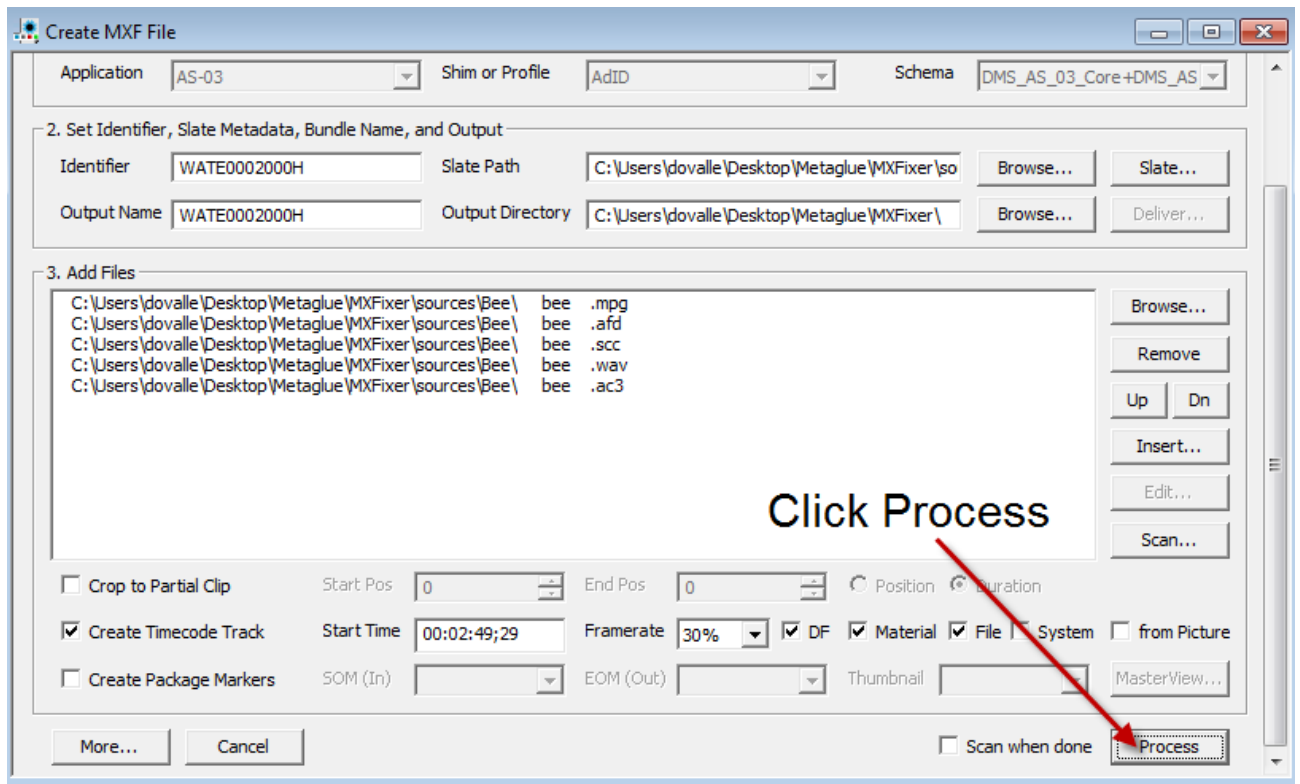 Create MXF File
Application AS-03 Shim or Profile AdID Schema DMS_AS_03_Core+DMS_AS
2. Set Identifier, Slate Metadata, Bundle Name, and Output
Identifier WATE0002000H Slate Path C:\Users\dovalle\Desktop\Metaglue\MXFixer\so Browse... Slate...
Output Name WATE0002000H Output Directory C:\Users\dovalle\Desktop\Metaglue\MXFixer\ Browse... Deliver...
3. Add Files
C:\Users\dovalle\Desktop\Metaglue\MXFixer\sources\Bee\ bee .mpg
C:\Users\dovalle\Desktop\Metaglue\MXFixer\sources\Bee\ bee .afd
C:\Users\dovalle\Desktop\Metaglue\MXFixer\sources\Bee\ bee .scc
C:\Users\dovalle\Desktop\Metaglue\MXFixer\sources\Bee\ bee .wav
C:\Users\dovalle\Desktop\Metaglue\MXFixer\sources\Bee\ bee .ac3
Browse...
Remove
Up Dn
Insert...
Edit...
Click Process
Scan...
Crop to Partial Clip Start Pos 0 End Pos 0 Position Duration
Create Timecode Track Start Time 00:02:49;29 Framerate 30% DF Material File System from Picture
Create Package Markers SOM (In) EOM (Out) Thumbnail MasterView...
More... Cancel Scan when done Process